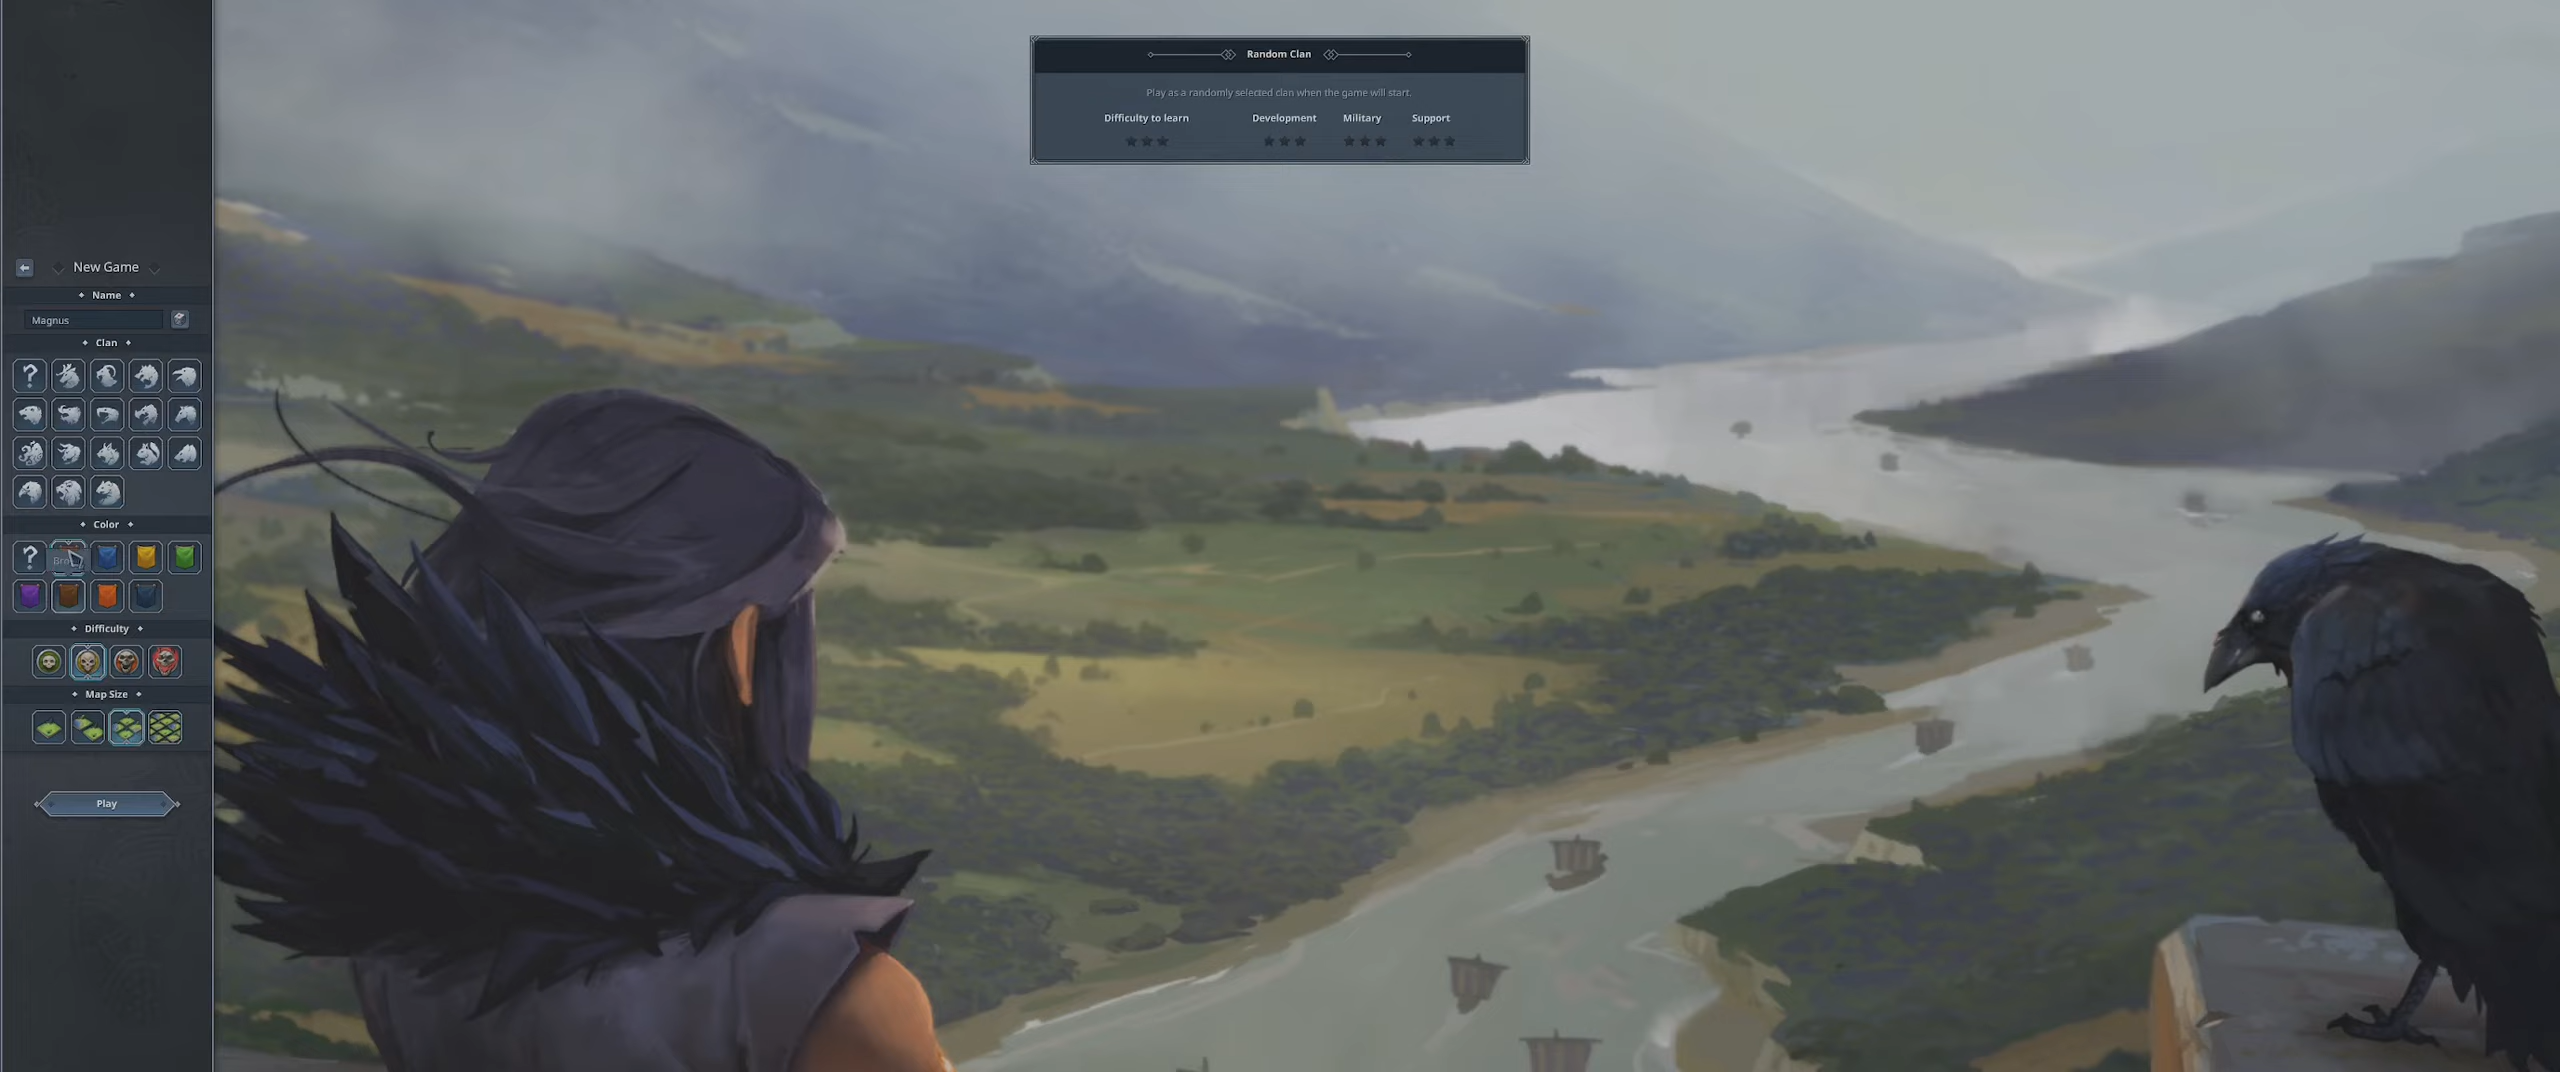 Random Clan
Play as a randomly selected clan when the game will start.
Difficulty to learn Development Military Support
New Game
Name
Magnus
Clan
?
Color
?
Difficulty
Map Size
Play